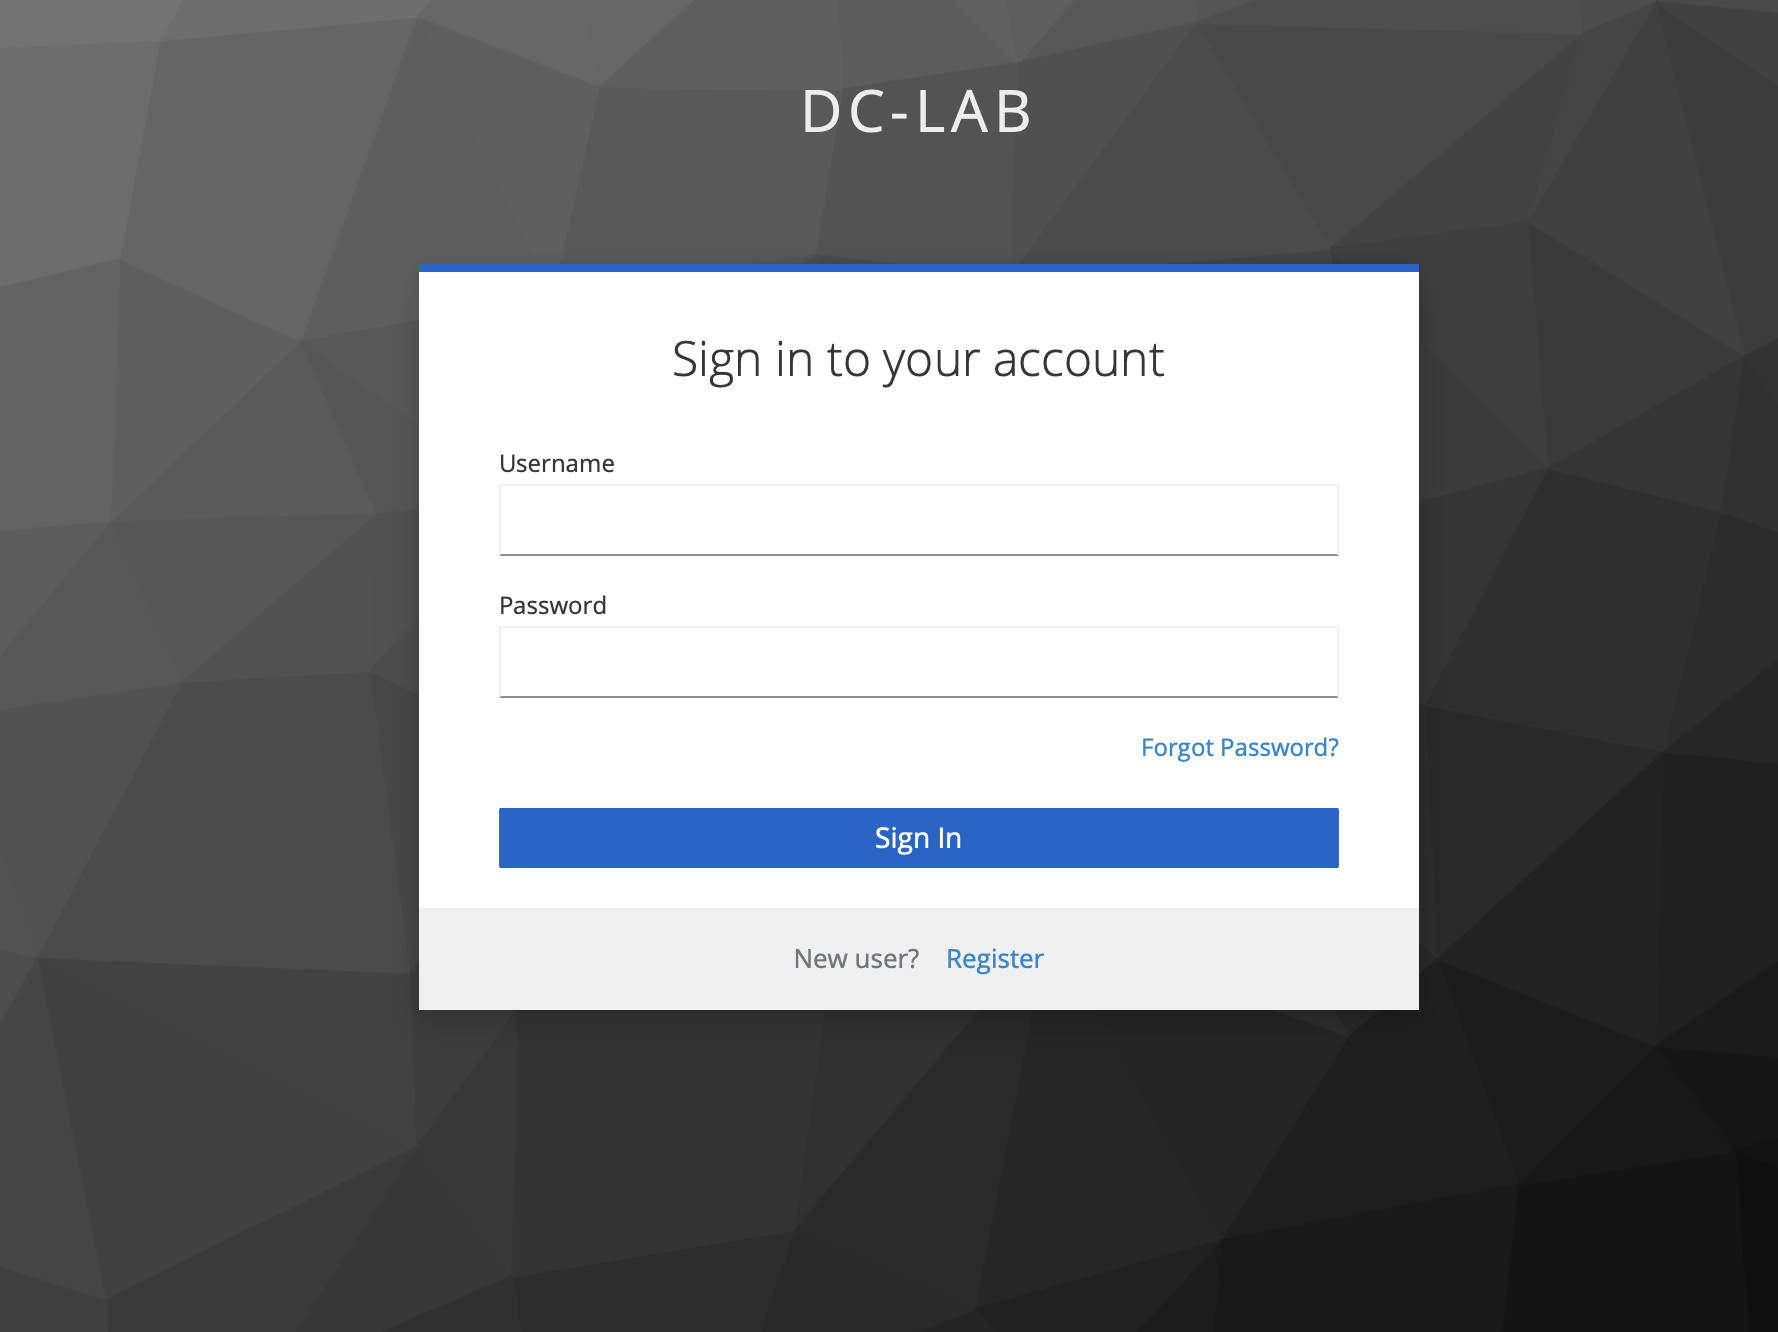 DC-LAB
Sign in to your account
Username
Password
Forgot Password?
Sign In
New user? Register